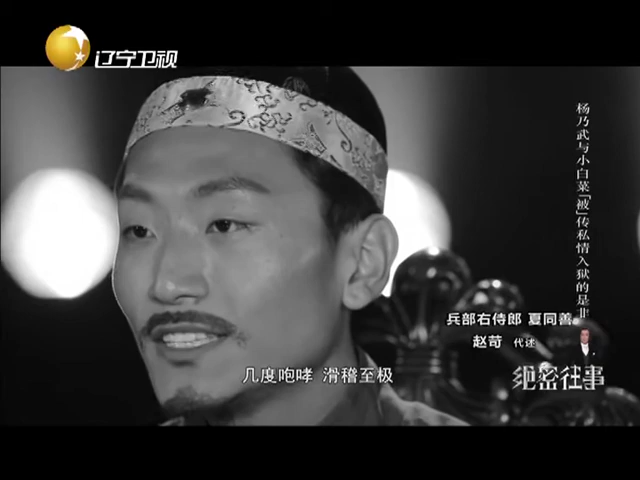 辽宁卫视
杨乃武与小白菜「被」传私情入狱的是非
兵部右侍郎 夏同善
赵苛 代述
几度咆哮 滑稽至极
绝密往事